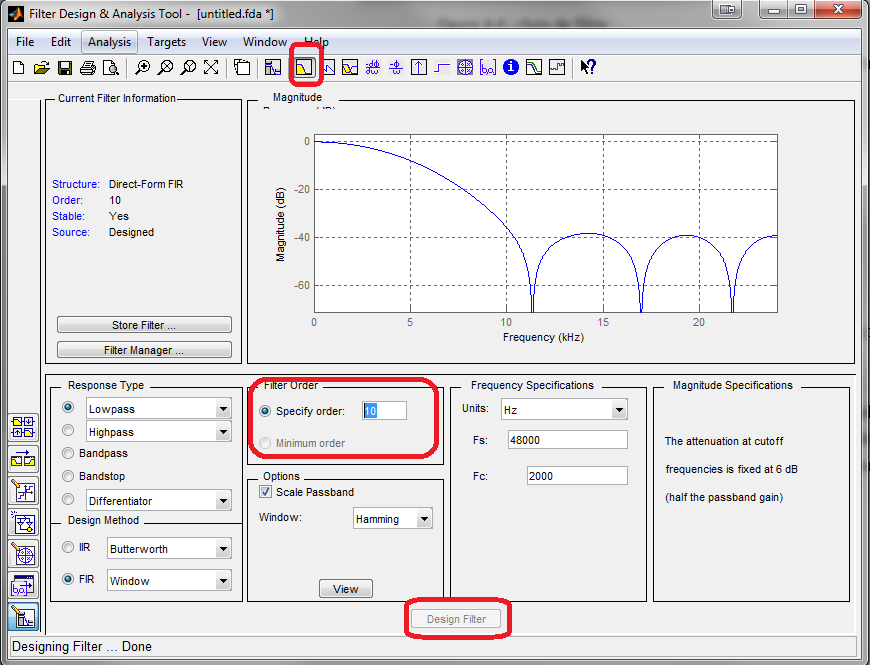 Filter Design & Analysis Tool - [untitled.fda *]
File Edit Analysis Targets View Window Help
Current Filter Information
Structure: Direct-Form FIR
Order: 10
Stable: Yes
Source: Designed
Store Filter ...
Filter Manager ...
Magnitude
0
-20
-40
-60
Magnitude (dB)
0 5 10 15 20
Frequency (kHz)
Response Type
Lowpass
Highpass
Bandpass
Bandstop
Differentiator
Design Method
IIR Butterworth
FIR Window
Filter Order
Specify order: 10
Minimum order
Options
Scale Passband
Window: Hamming
View
Frequency Specifications
Units: Hz
Fs: 48000
Fc: 2000
Magnitude Specifications
The attenuation at cutoff
frequencies is fixed at 6 dB
(half the passband gain)
Design Filter
Designing Filter ... Done